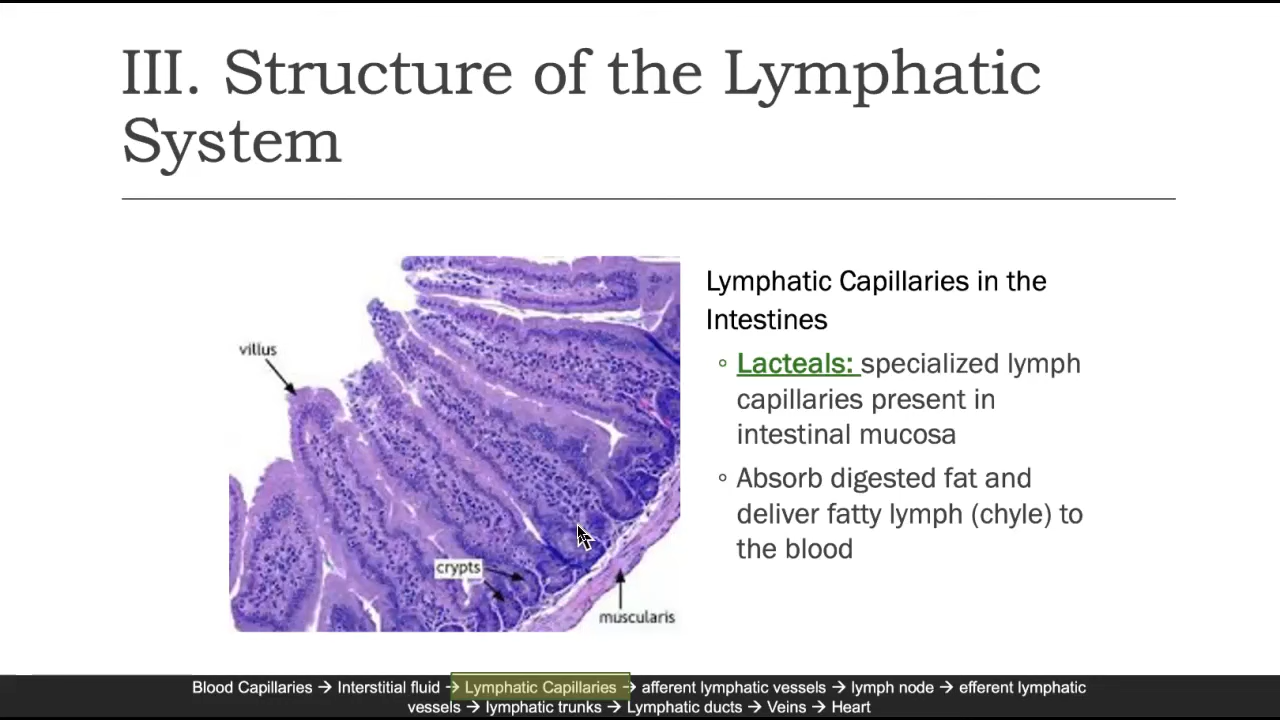 III. Structure of the Lymphatic
System
villus
crypts
muscularis
Lymphatic Capillaries in the
Intestines
◦ Lacteals: specialized lymph
capillaries present in
intestinal mucosa
◦ Absorb digested fat and
deliver fatty lymph (chyle) to
the blood
Blood Capillaries → Interstitial fluid → Lymphatic Capillaries → afferent lymphatic vessels → lymph node → efferent lymphatic
vessels → lymphatic trunks → Lymphatic ducts → Veins → Heart